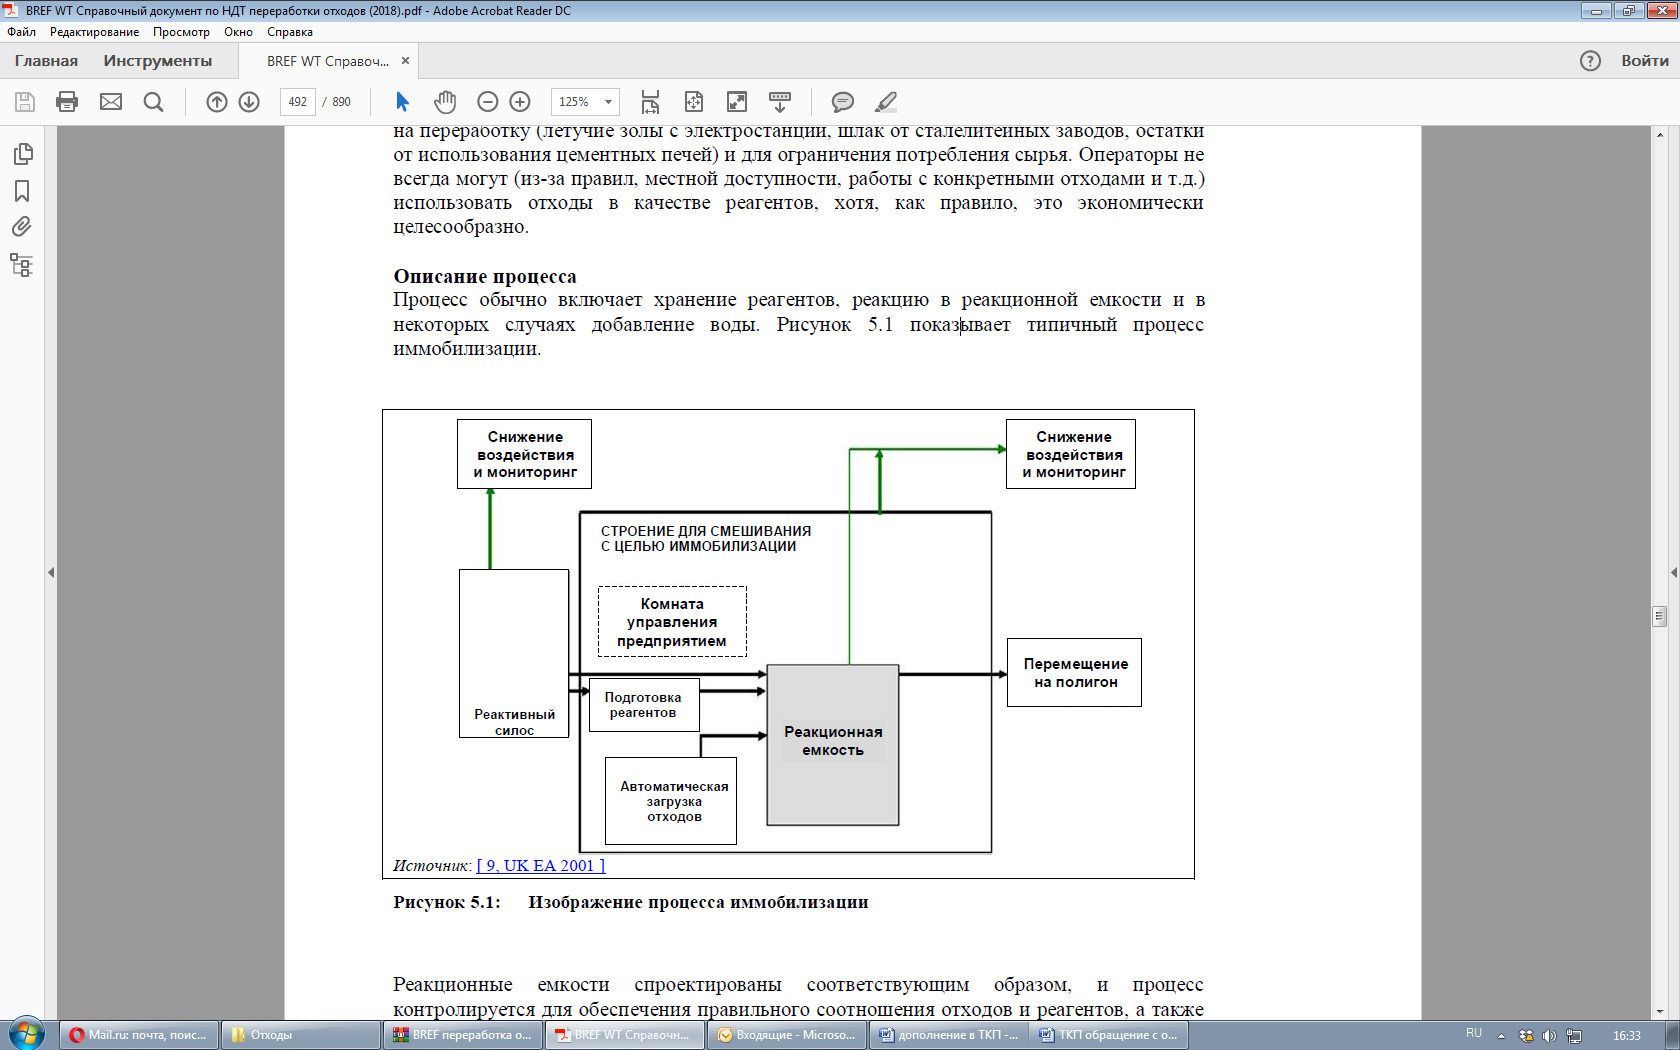 BREF WT Справочный документ по НДТ переработки отходов (2018).pdf - Adobe Acrobat Reader DC
Файл Редактирование Просмотр Окно Справка
Главная Инструменты BREF WT Справоч... × ? Войти
492 / 890 125%
на переработку (летучие золы с электростанций, шлак от сталелитейных заводов, остатки
от использования цементных печей) и для ограничения потребления сырья. Операторы не
всегда могут (из-за правил, местной доступности, работы с конкретными отходами и т.д.)
использовать отходы в качестве реагентов, хотя, как правило, это экономически
целесообразно.
Описание процесса
Процесс обычно включает хранение реагентов, реакцию в реакционной емкости и в
некоторых случаях добавление воды. Рисунок 5.1 показывает типичный процесс
иммобилизации.
Снижение
воздействия
и мониторинг
Снижение
воздействия
и мониторинг
СТРОЕНИЕ ДЛЯ СМЕШИВАНИЯ
С ЦЕЛЬЮ ИММОБИЛИЗАЦИИ
Комната
управления
предприятием
Реактивный
силос
Подготовка
реагентов
Автоматическая
загрузка
отходов
Реакционная
емкость
Перемещение
на полигон
Источник: [ 9, UK EA 2001 ]
Рисунок 5.1: Изображение процесса иммобилизации
Реакционные емкости спроектированы соответствующим образом, и процесс
контролируется для обеспечения правильного соотношения отходов и реагентов, а также
Mail.ru: почта, поис... Отходы BREF переработка о... BREF WT Справочн... Входящие - Microso... дополнение в ТКП -... ТКП обращение с о... RU 16:33